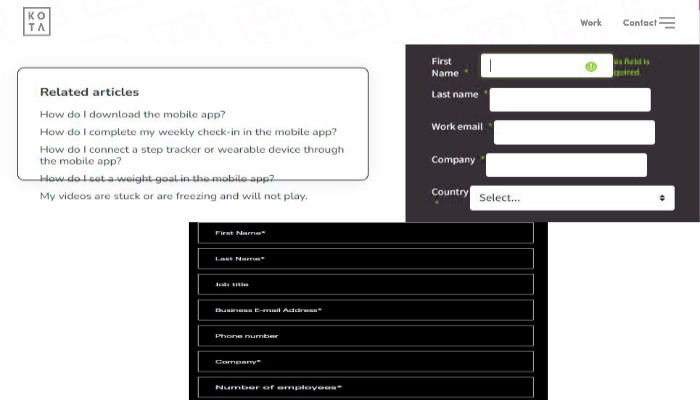 KO
TA
Work
Contact
Related articles
How do I download the mobile app?
How do I complete my weekly check-in in the mobile app?
How do I connect a step tracker or wearable device through
the mobile app?
How do I set a weight goal in the mobile app?
My videos are stuck or are freezing and will not play.
First
Name *
field is
Last name *
Work email *
Company *
Country
*
Select...
First Name*
Last Name*
Job title
Business E-mail Address*
Phone number
Company*
Number of employees*